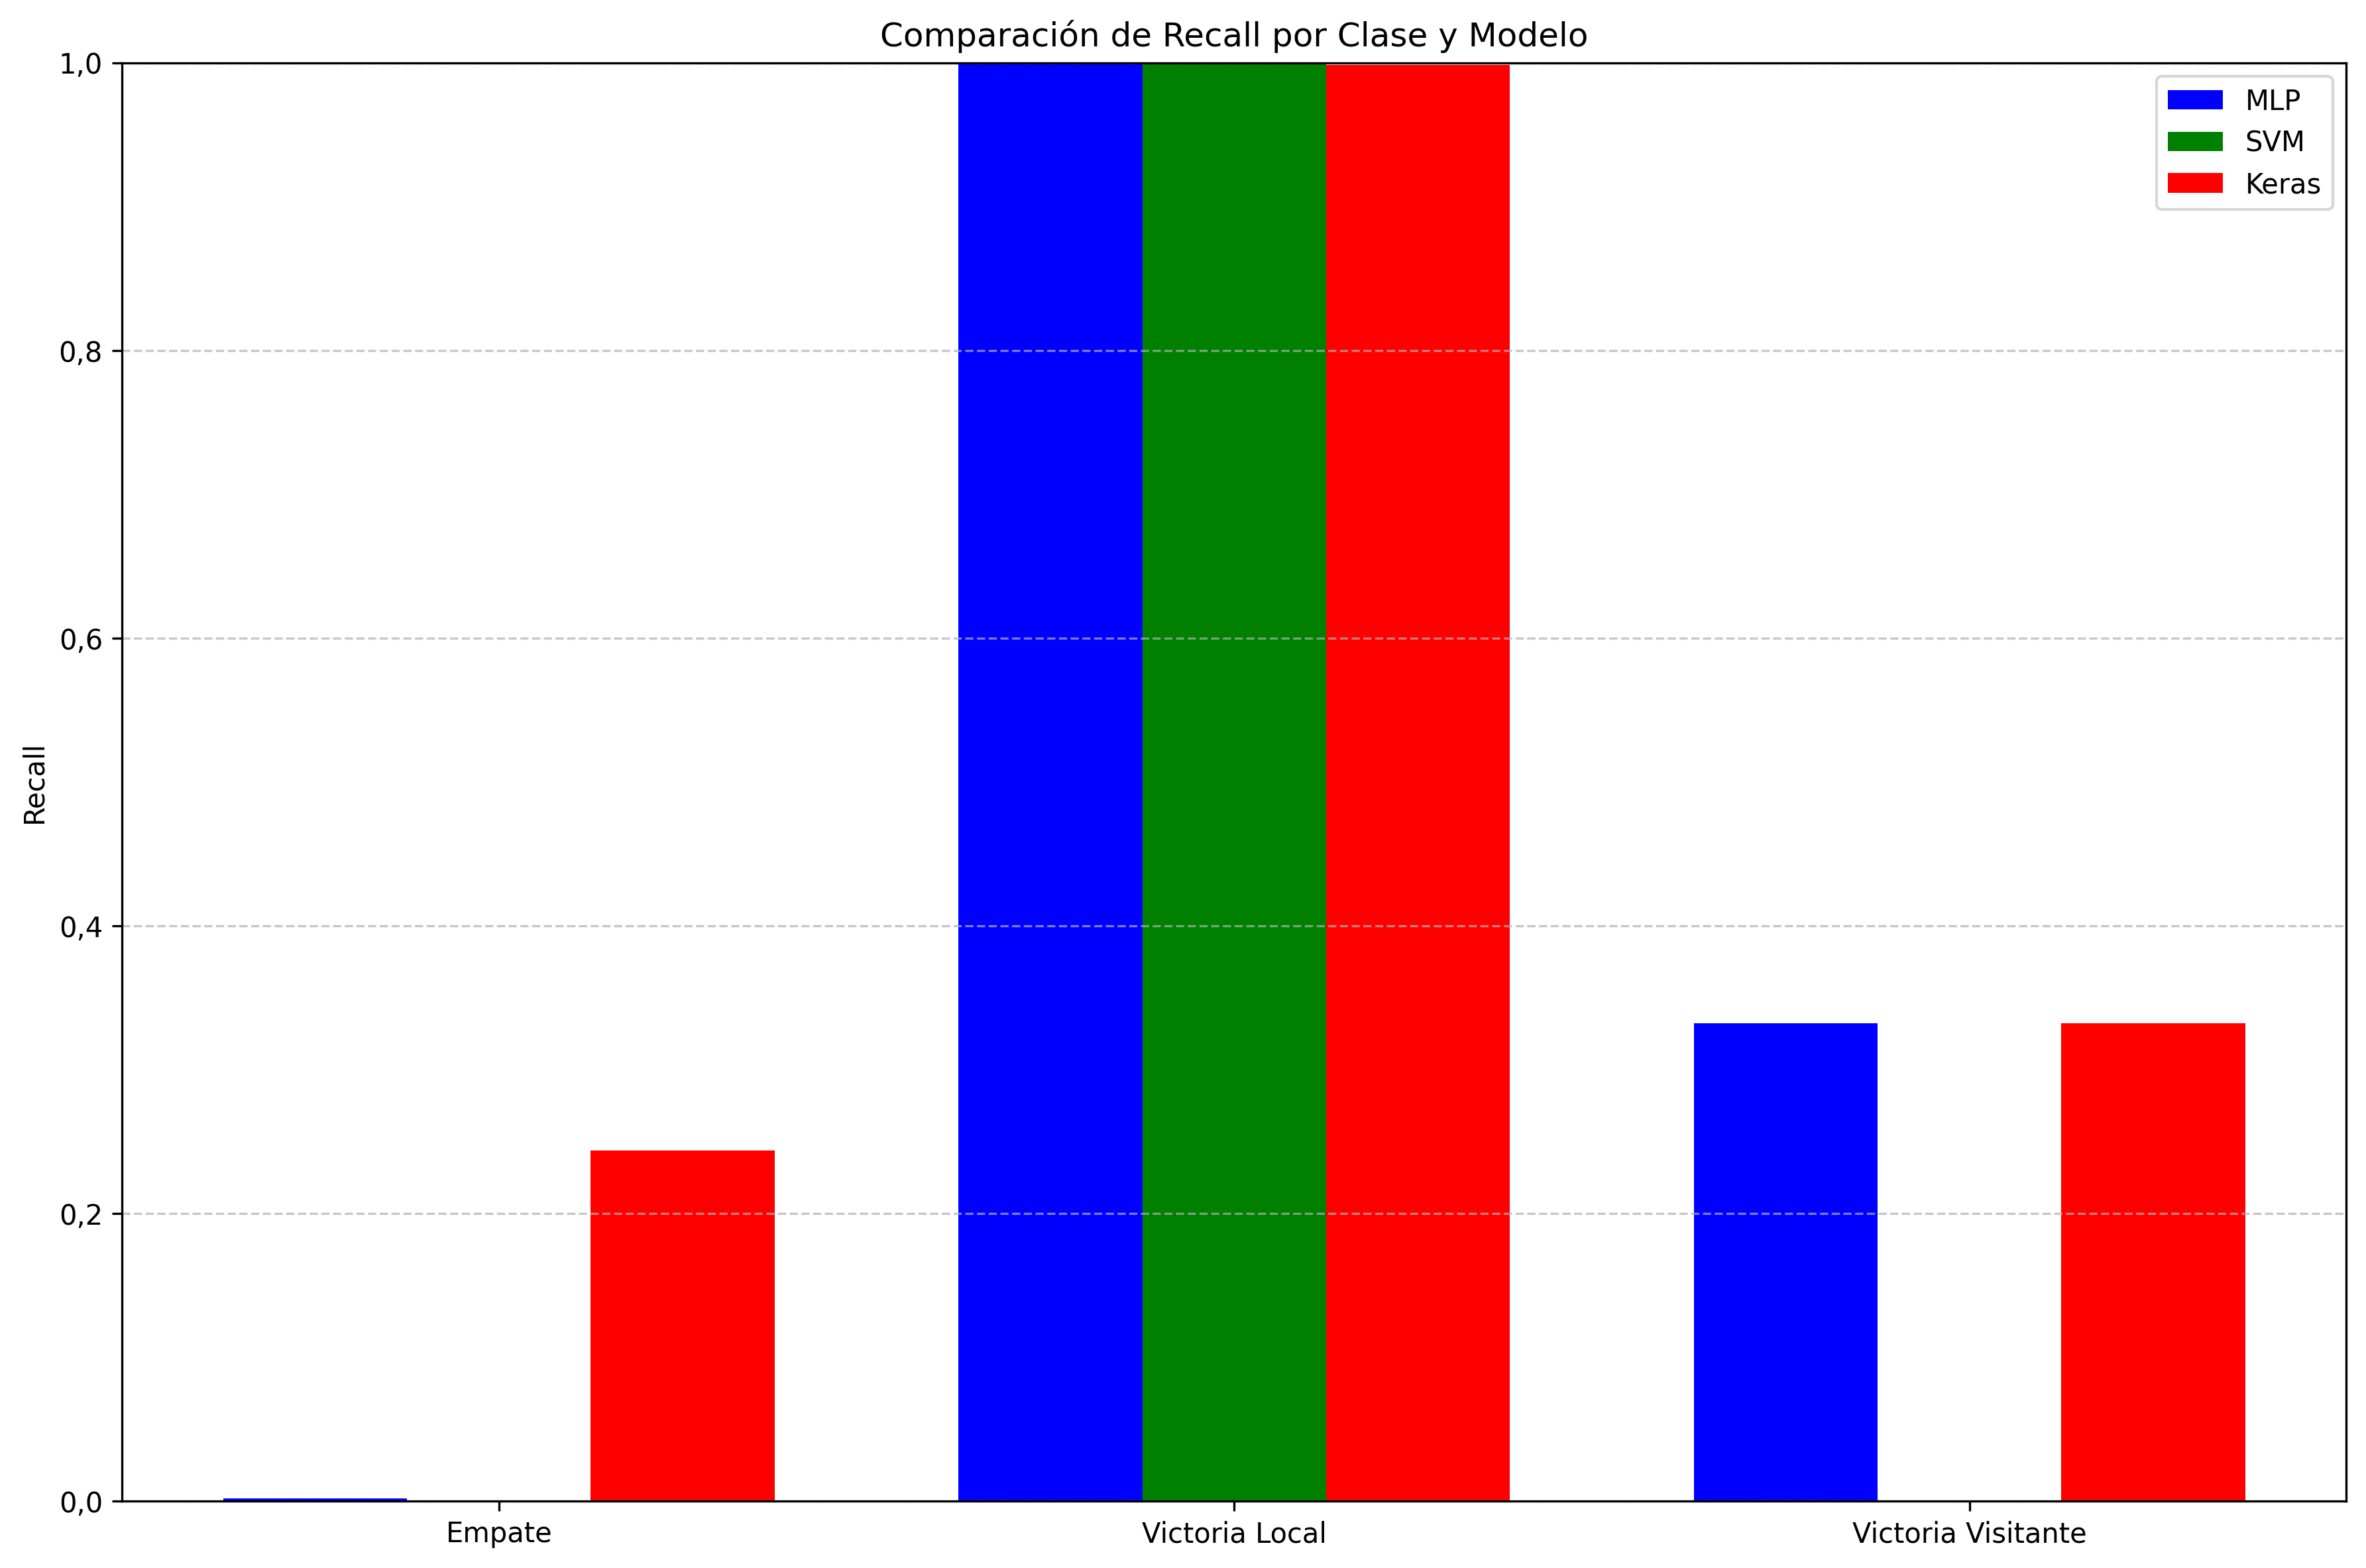 Comparación de Recall por Clase y Modelo
1,0
0,8
0,6
0,4
0,2
0,0
Recall
MLP
SVM
Keras
Empate
Victoria Local
Victoria Visitante